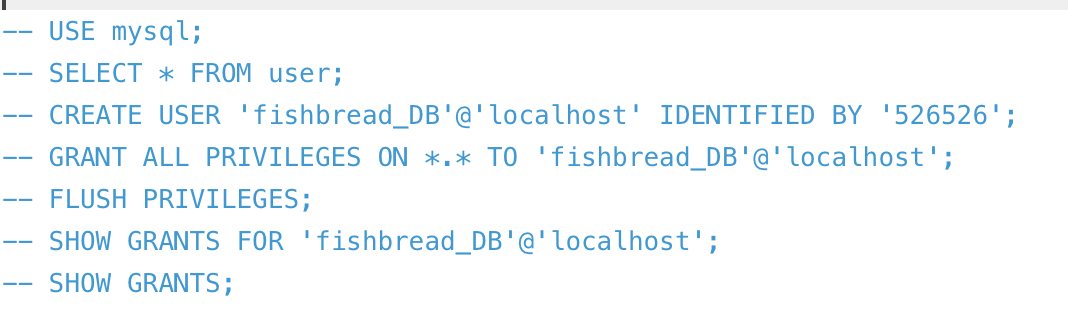 -- USE mysql;
-- SELECT * FROM user;
-- CREATE USER 'fishbread_DB'@'localhost' IDENTIFIED BY '526526';
-- GRANT ALL PRIVILEGES ON *.* TO 'fishbread_DB'@'localhost';
-- FLUSH PRIVILEGES;
-- SHOW GRANTS FOR 'fishbread_DB'@'localhost';
-- SHOW GRANTS;